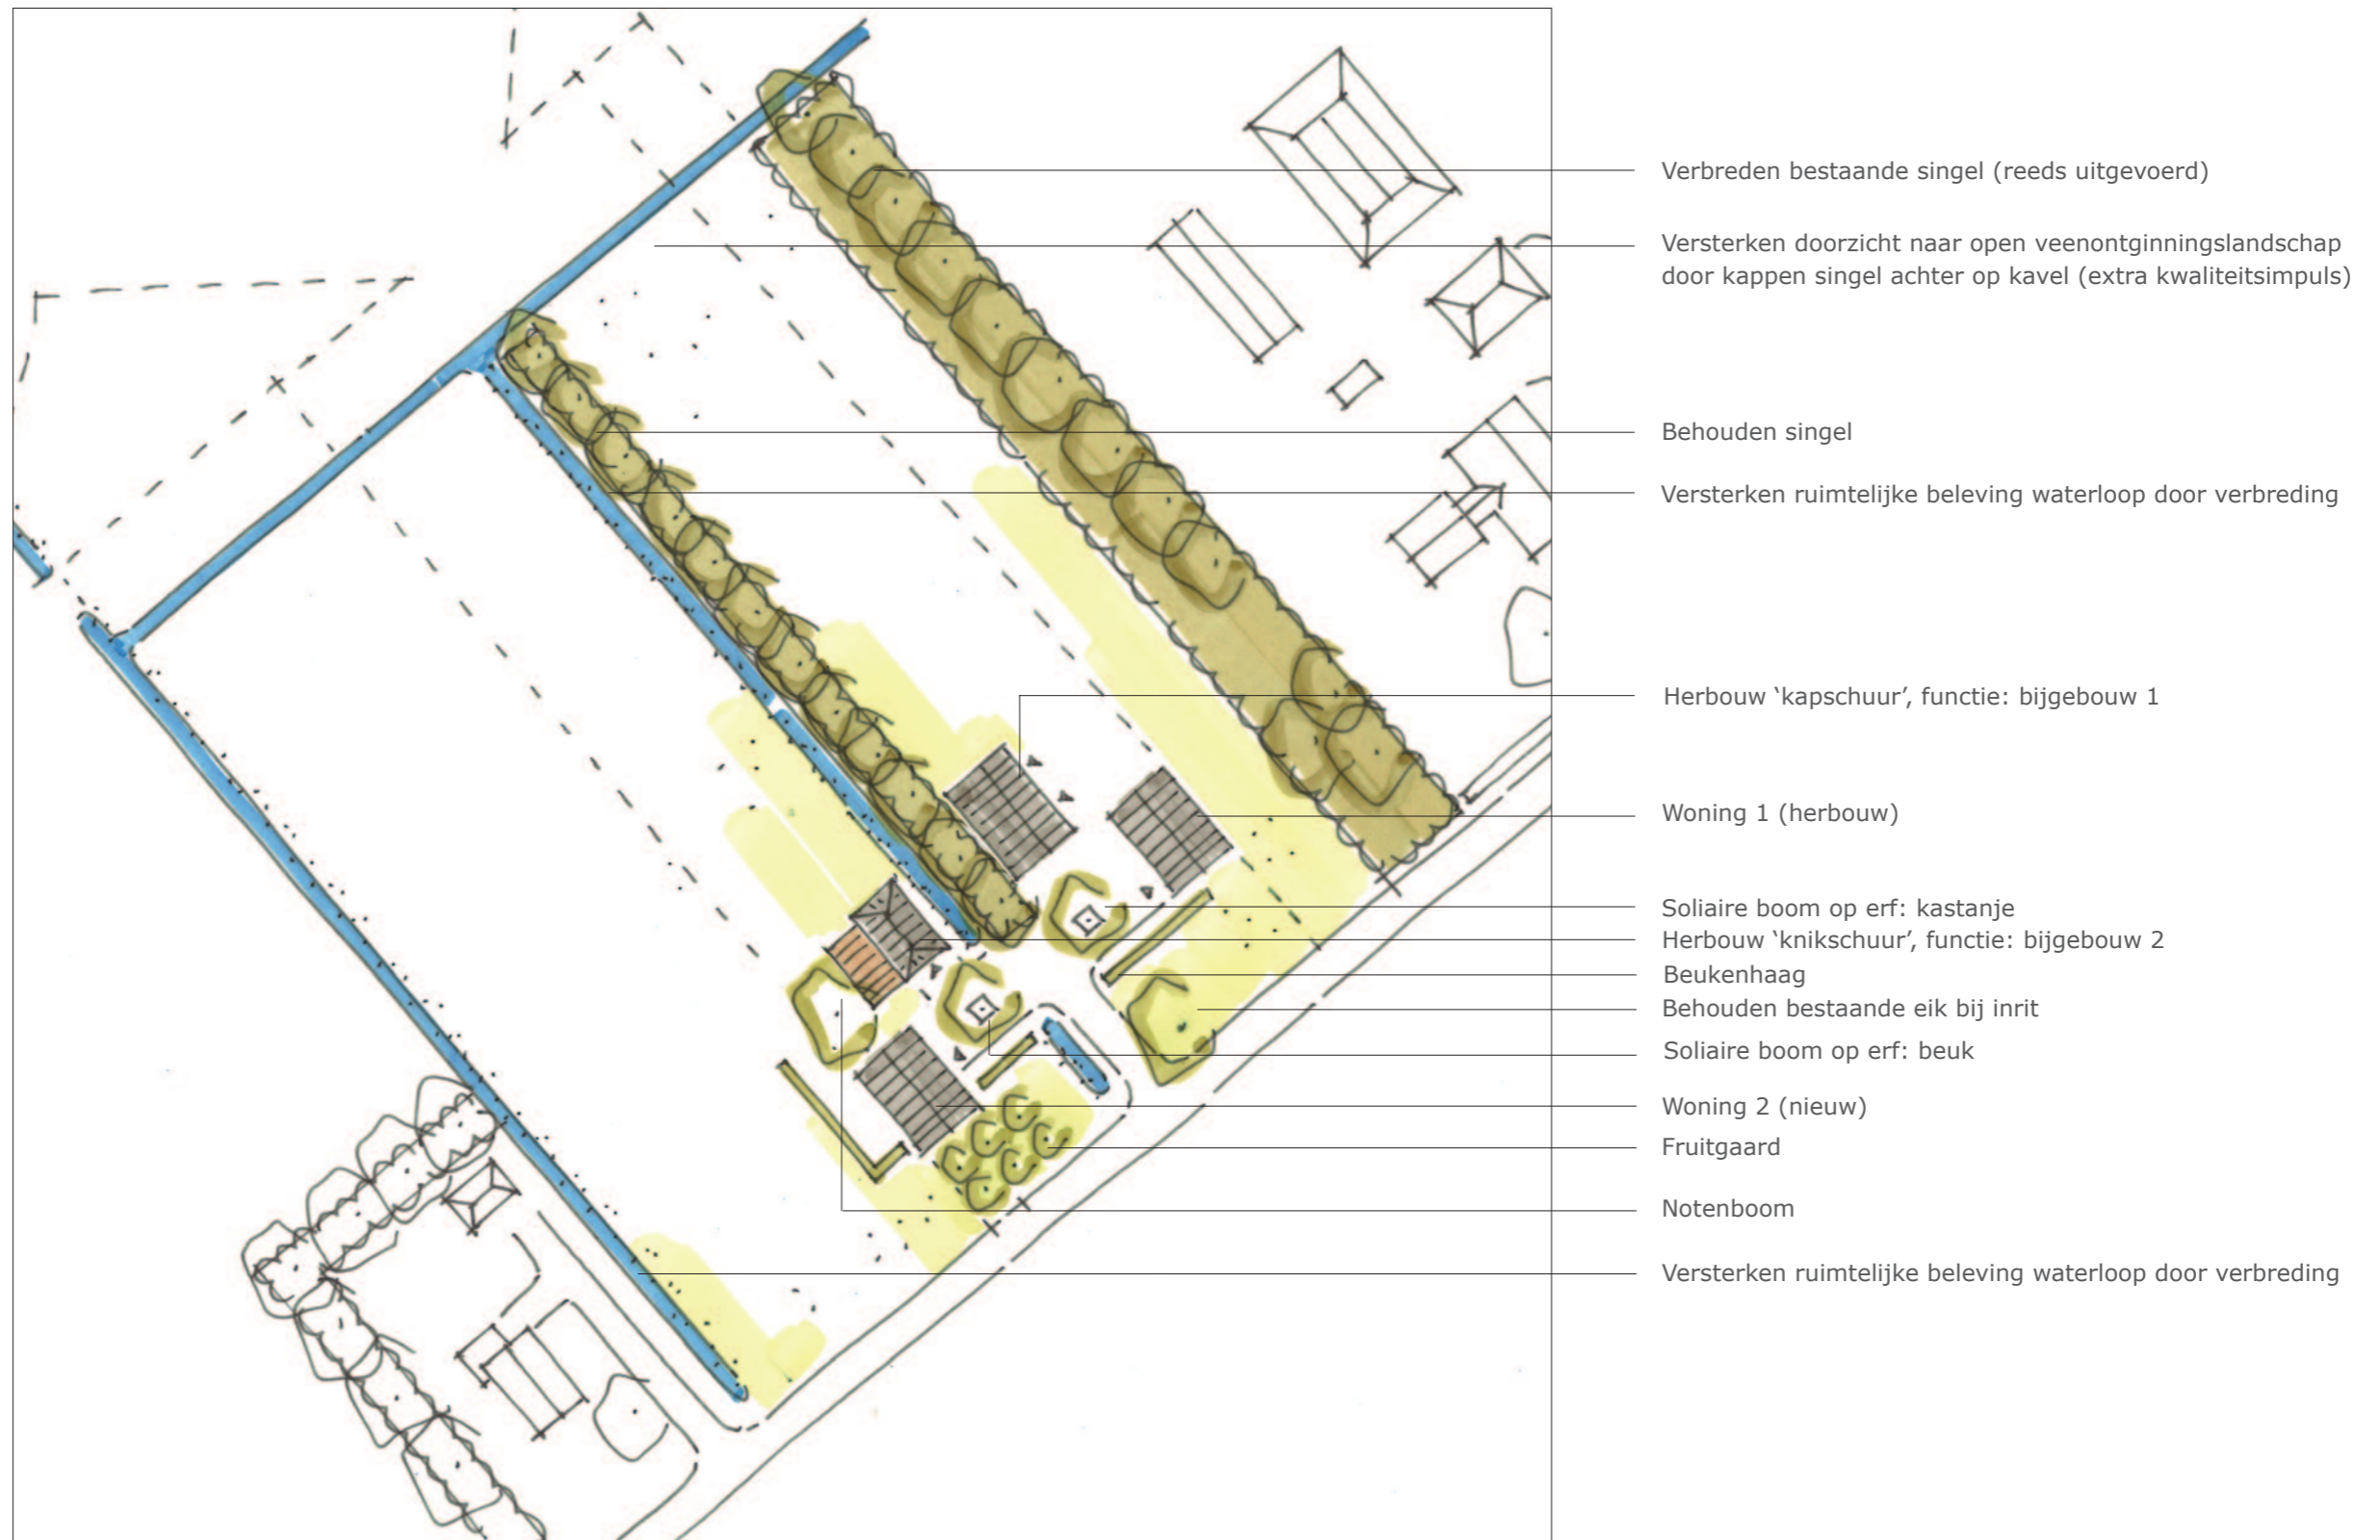 Verbreden bestaande singel (reeds uitgevoerd)
Versterken doorzicht naar open veenontginningslandschap
door kappen singel achter op kavel (extra kwaliteitsimpuls)
Behouden singel
Versterken ruimtelijke beleving waterloop door verbreding
Herbouw ‘kapschuur’, functie: bijgebouw 1
Woning 1 (herbouw)
Soliaire boom op erf: kastanje
Herbouw ‘knikschuur’, functie: bijgebouw 2
Beukenhaag
Behouden bestaande eik bij inrit
Soliaire boom op erf: beuk
Woning 2 (nieuw)
Fruitgaard
Notenboom
Versterken ruimtelijke beleving waterloop door verbreding